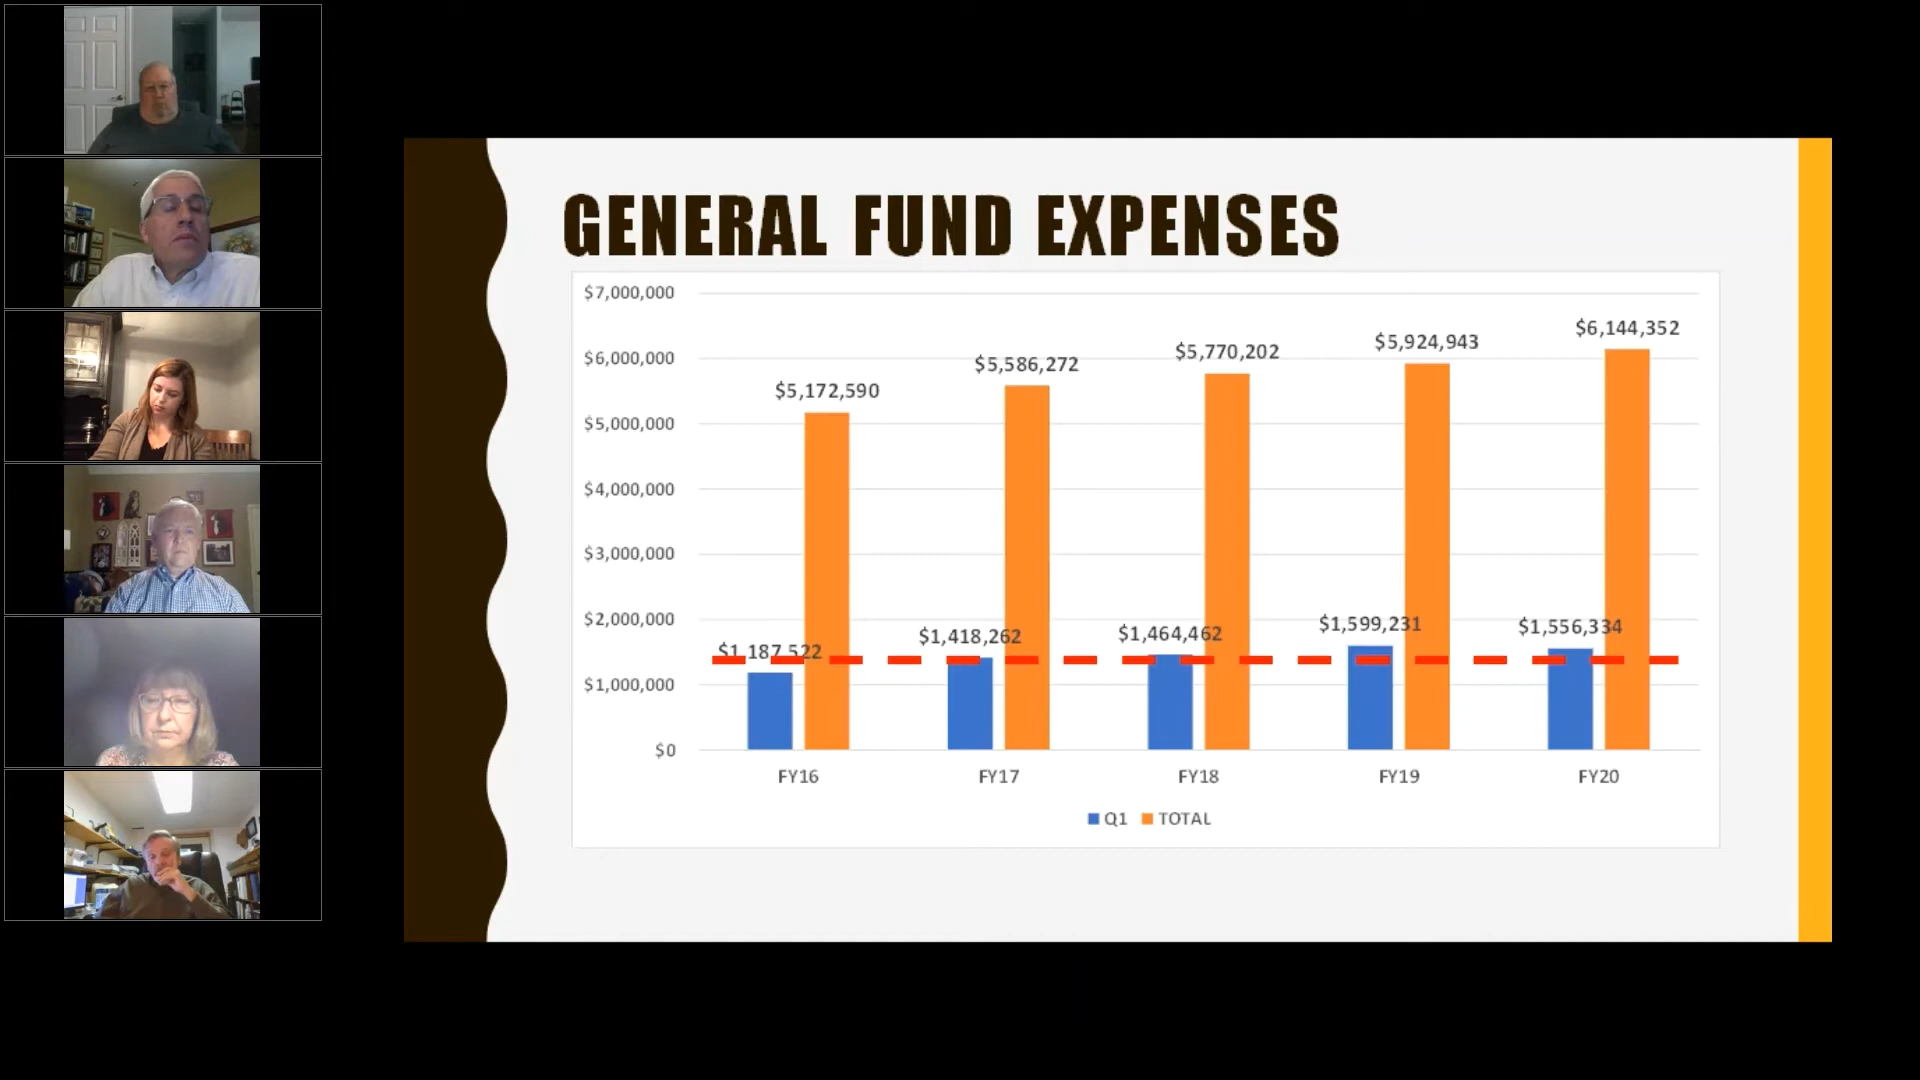 GENERAL FUND EXPENSES
$7,000,000
$6,000,000
$5,000,000
$4,000,000
$3,000,000
$2,000,000
$1,000,000
$0
$5,172,590
$5,586,272
$5,770,202
$5,924,943
$6,144,352
$1,187,522
$1,418,262
$1,464,462
$1,599,231
$1,556,334
FY16
FY17
FY18
FY19
FY20
Q1
TOTAL